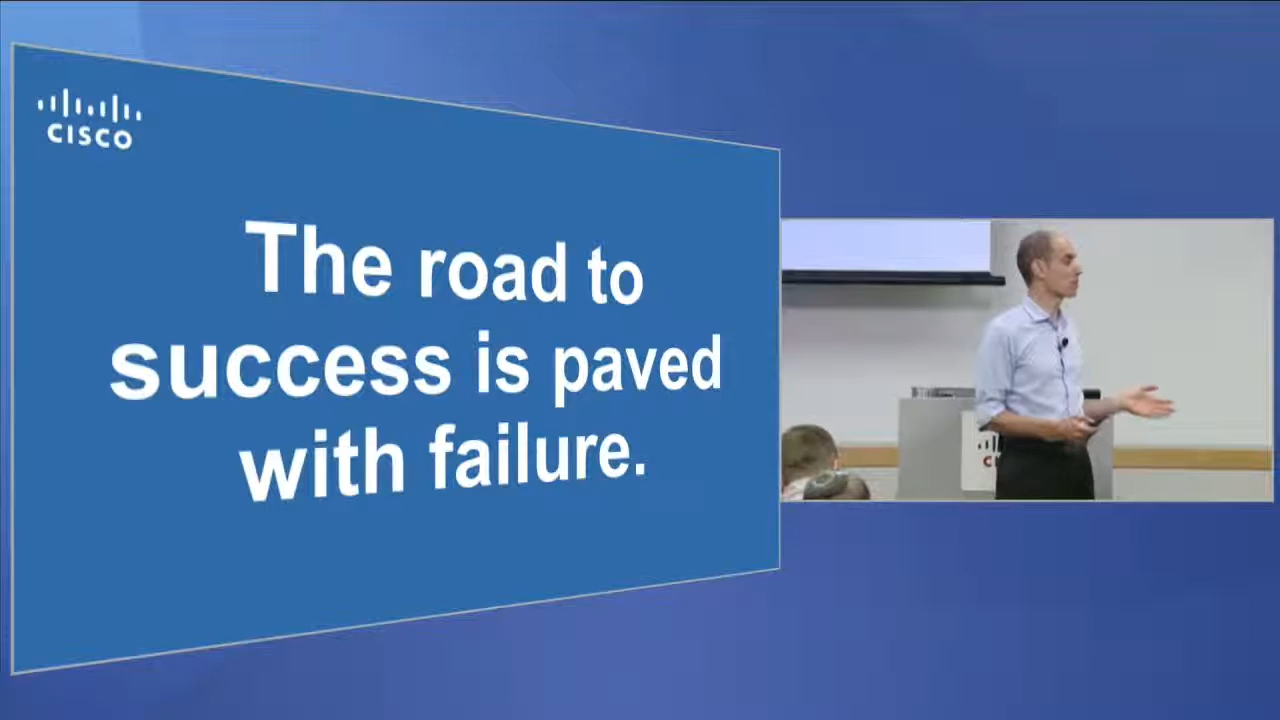 CISCO
The road to
success is paved
with failure.